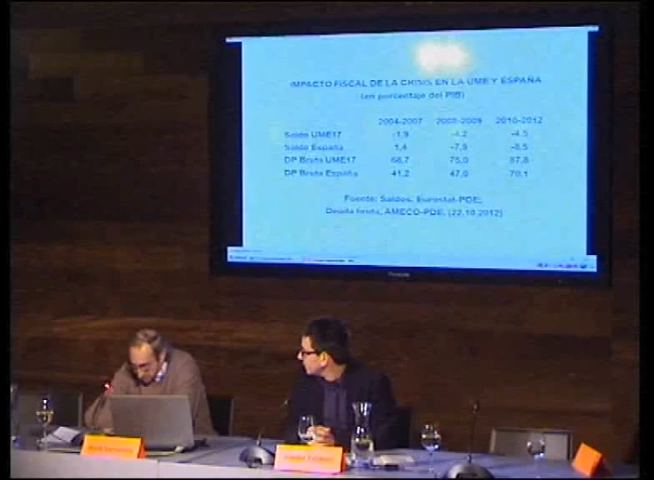 IMPACTO FISCAL DE LA CRISIS EN LA UME Y ESPAÑA
(en porcentaje del PIB)
2004-2007 2008-2009 2010-2012
Saldo UME17 -1,9 -4,2 -4,5
Saldo España 1,4 -7,9 -8,5
DP Bruta UME17 68,7 75,0 87,8
DP Bruta España 41,2 47,0 70,1
Fuente: Saldos, Eurostat-PDE;
Deuda bruta, AMECO-PDE, (22.10.2012)